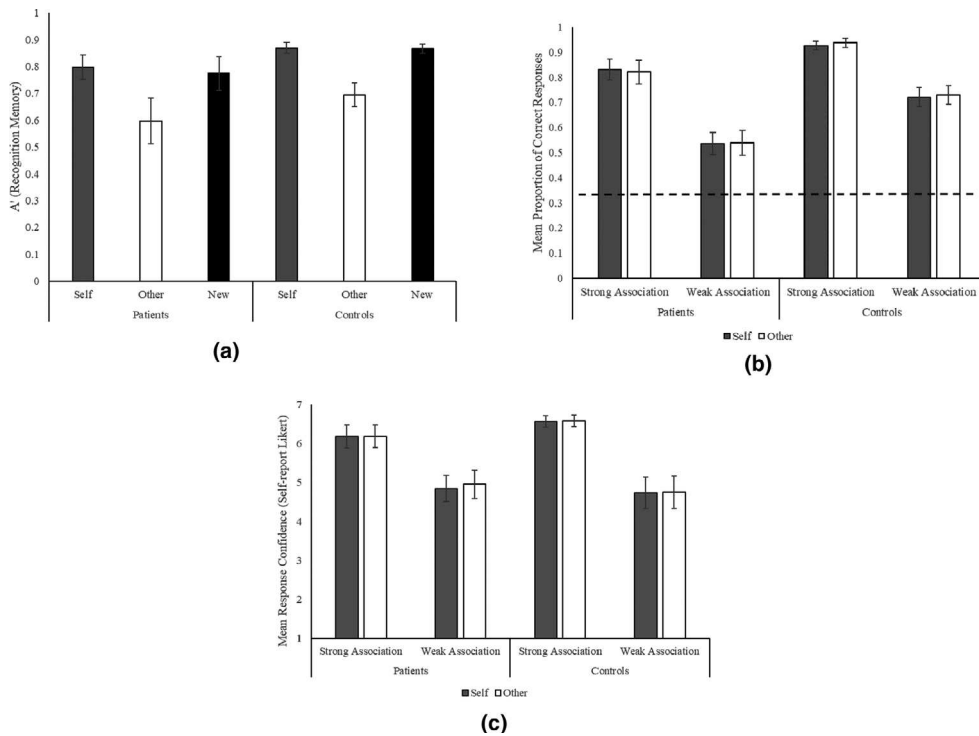 A' (Recognition Memory)
1
0.9
0.8
0.7
0.6
0.5
0.4
0.3
0.2
0.1
0
Self Other New Self Other New
Patients Controls
(a)
Mean Proportion of Correct Responses
1
0.9
0.8
0.7
0.6
0.5
0.4
0.3
0.2
0.1
0
Strong Association Weak Association Strong Association Weak Association
Patients Controls
Self Other
(b)
Mean Response Confidence (Self-report Likert)
7
6
5
4
3
2
1
Strong Association Weak Association Strong Association Weak Association
Patients Controls
Self Other
(c)